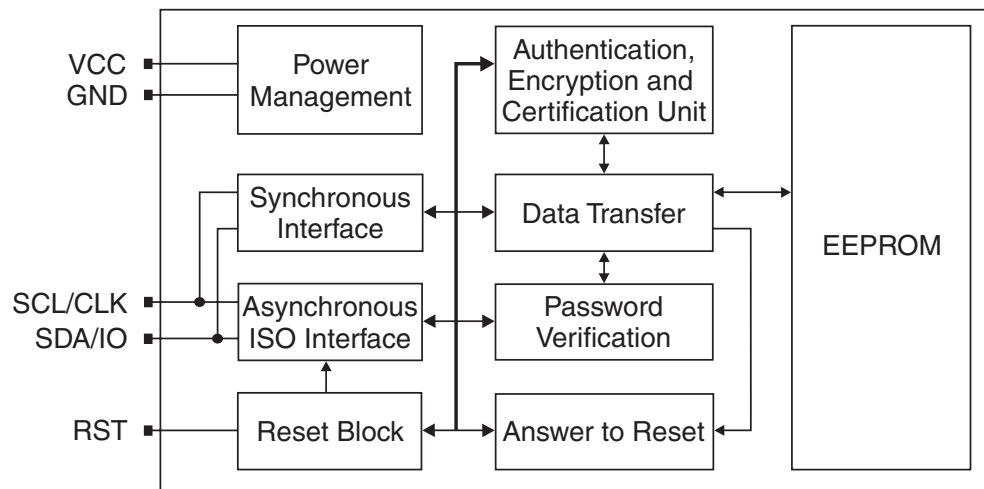 VCC
GND
Power
Management
Authentication,
Encryption and
Certification Unit
Synchronous
Interface
Data Transfer
EEPROM
SCL/CLK
SDA/IO
Asynchronous
ISO Interface
Password
Verification
RST
Reset Block
Answer to Reset